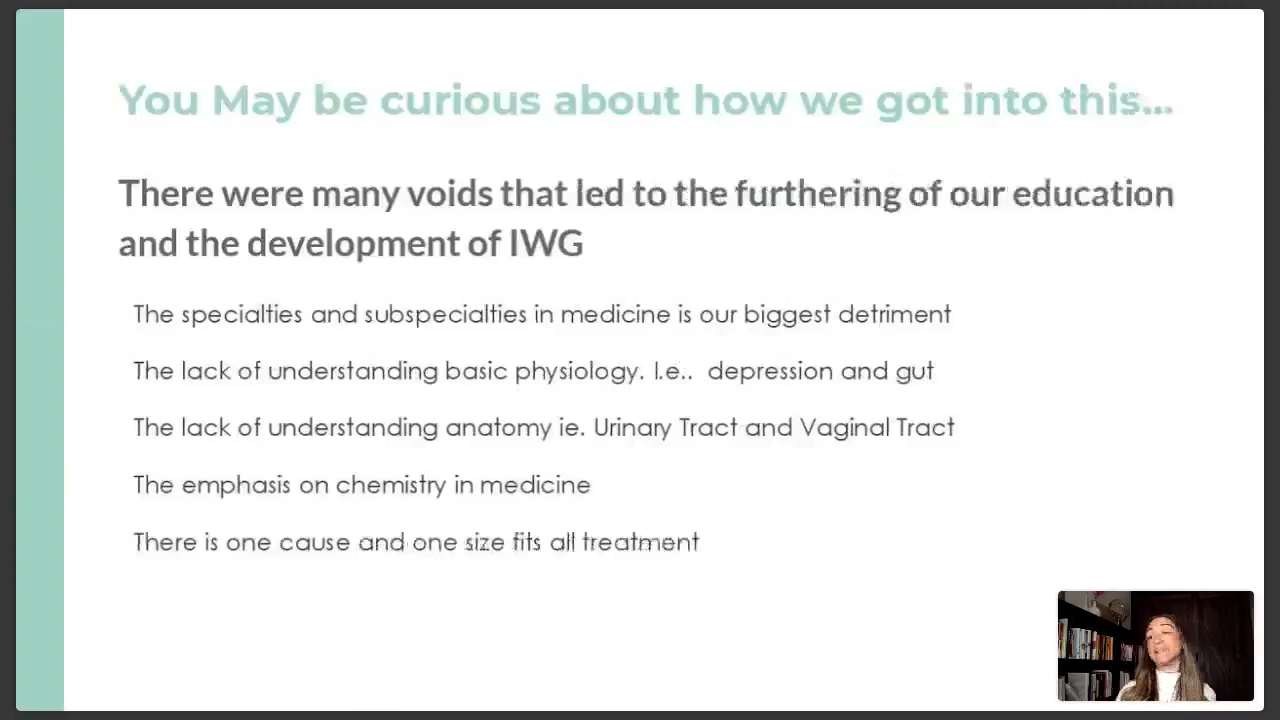 You May be curious about how we got into this...
There were many voids that led to the furthering of our education
and the development of IWG
The specialties and subspecialties in medicine is our biggest detriment
The lack of understanding basic physiology. I.e.. depression and gut
The lack of understanding anatomy ie. Urinary Tract and Vaginal Tract
The emphasis on chemistry in medicine
There is one cause and one size fits all treatment